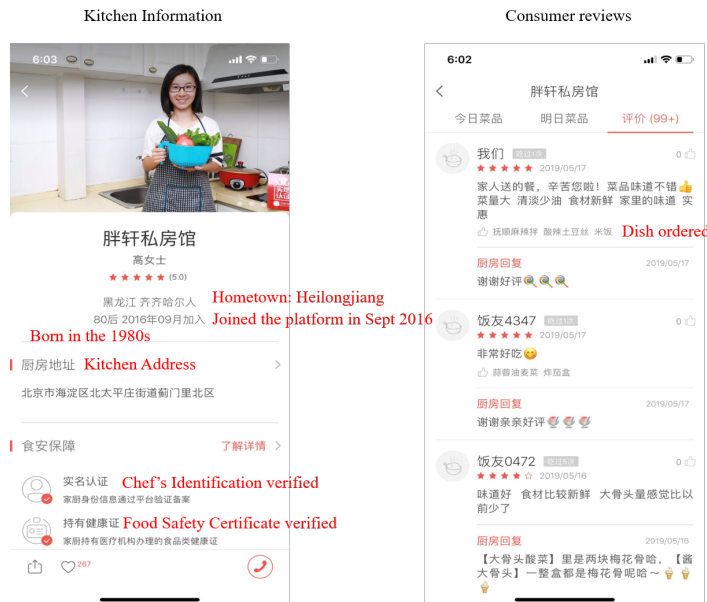 Kitchen Information
Consumer reviews
6:03
胖轩私房馆
高女士
(5.0)
黑龙江 齐齐哈尔人
Hometown: Heilongjiang
80后 2016年09月加入
Joined the platform in Sept 2016
Born in the 1980s
厨房地址
Kitchen Address
北京市海淀区北太平庄街道蓟门里北区
食安保障
了解详情
实名认证
Chef’s Identification verified
家厨身份信息通过平台验证备案
持有健康证
Food Safety Certificate verified
家厨持有医疗机构办理的食品类健康证
267
6:02
胖轩私房馆
今日菜品 明日菜品 评价 (99+)
我们 吃过1次 0
2019/05/17
家人送的餐，辛苦您啦！菜品味道不错👍
菜量大 清淡少油 食材新鲜 家里的味道 实
惠
抚顺麻辣拌 酸辣土豆丝 米饭
Dish ordered
厨房回复 2019/05/17
谢谢好评🍭🍭🍭
饭友4347 吃过1次 0
2019/05/17
非常好吃😋
蒜蓉油麦菜 炸茄盒
厨房回复 2019/05/17
谢谢亲亲好评🍧🍧🍧
饭友0472 吃过5次 0
2019/05/16
味道好 食材比较新鲜 大骨头量感觉比以
前少了
厨房回复 2019/05/16
【大骨头酸菜】里是两块梅花骨哈，【酱
大骨头】一整盒都是梅花骨呢哈～🍦🍦
🍦